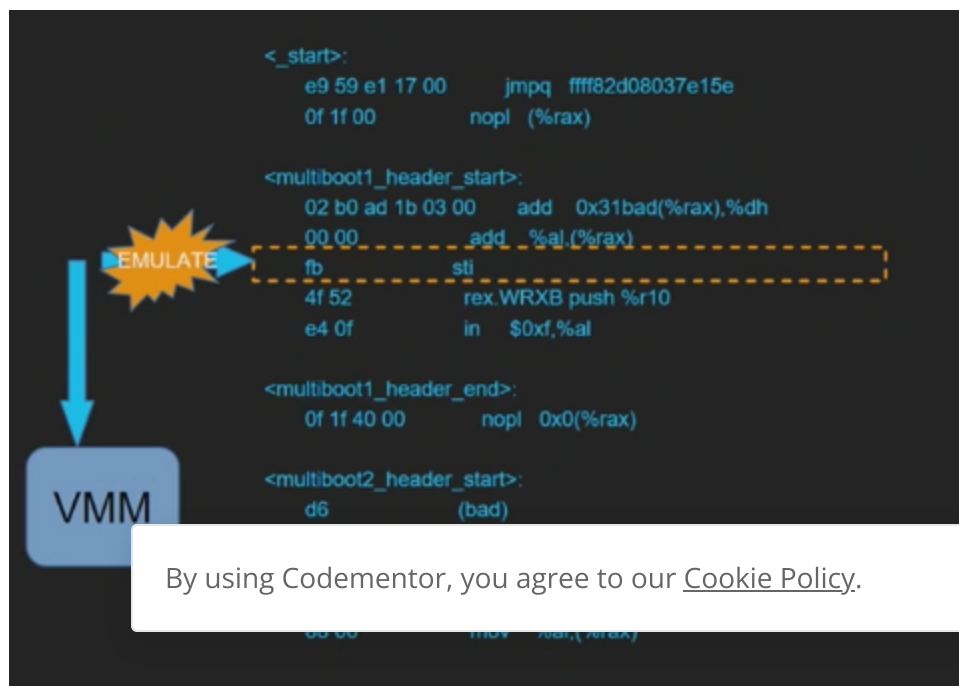 <_start>:
e9 59 e1 17 00 jmpq ffff82d08037e15e
0f 1f 00 nopl (%rax)
<multiboot1_header_start>:
02 b0 ad 1b 03 00 add 0x31bad(%rax),%dh
00 00 add %al,(%rax)
EMULATE
fb sti
4f 52 rex.WRXB push %r10
e4 0f in $0xf,%al
<multiboot1_header_end>:
0f 1f 40 00 nopl 0x0(%rax)
<multiboot2_header_start>:
d6 (bad)
VMM
By using Codementor, you agree to our Cookie Policy.
mov %al,(%rax)